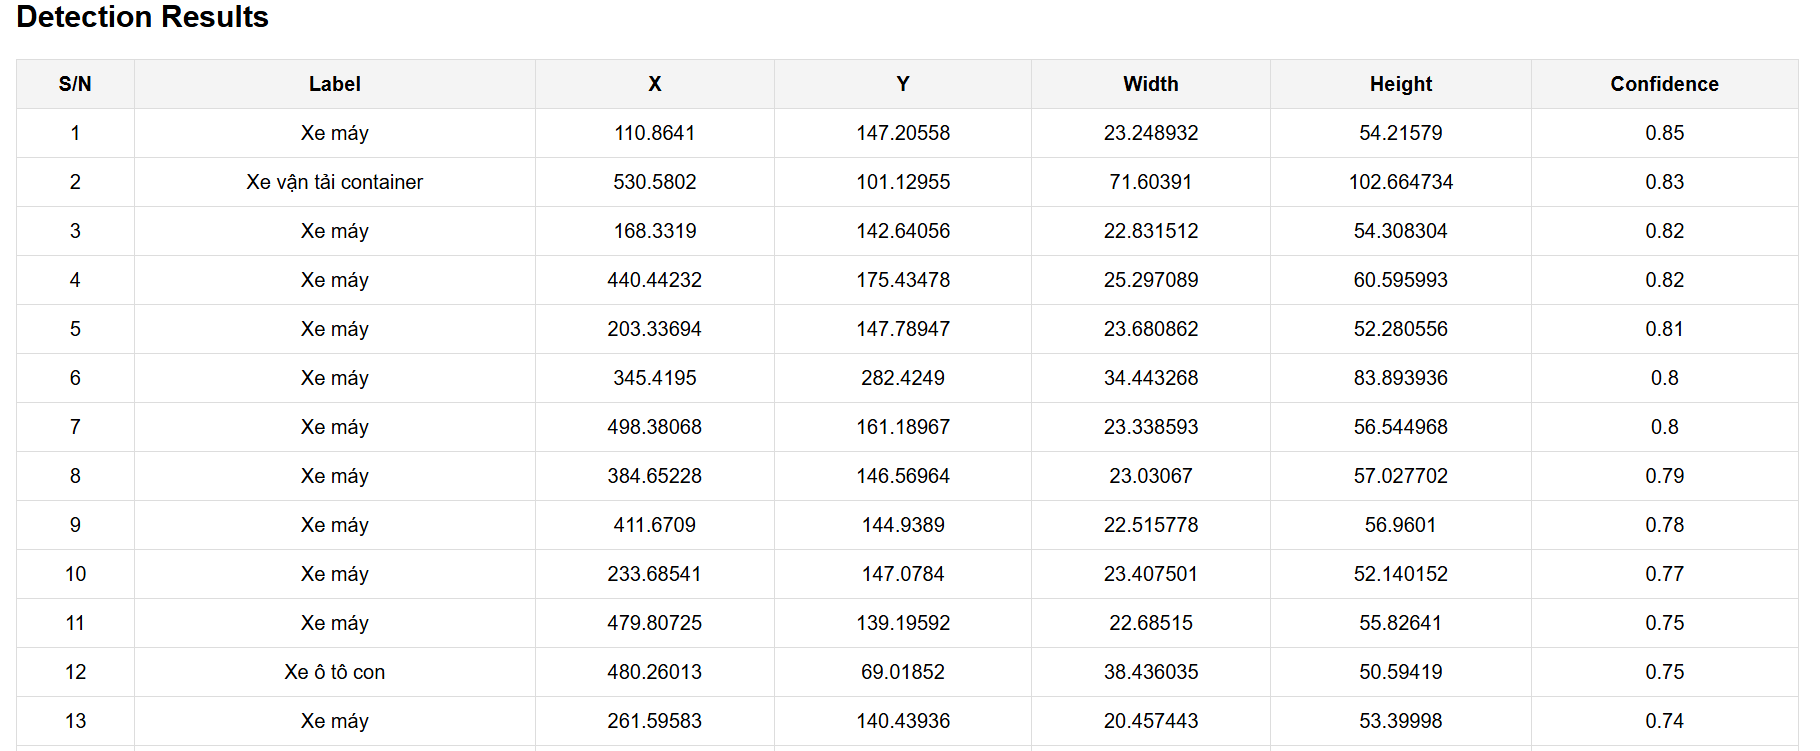 Detection Results
S/N Label X Y Width Height Confidence
1 Xe máy 110.8641 147.20558 23.248932 54.21579 0.85
2 Xe vận tải container 530.5802 101.12955 71.60391 102.664734 0.83
3 Xe máy 168.3319 142.64056 22.831512 54.308304 0.82
4 Xe máy 440.44232 175.43478 25.297089 60.595993 0.82
5 Xe máy 203.33694 147.78947 23.680862 52.280556 0.81
6 Xe máy 345.4195 282.4249 34.443268 83.893936 0.8
7 Xe máy 498.38068 161.18967 23.338593 56.544968 0.8
8 Xe máy 384.65228 146.56964 23.03067 57.027702 0.79
9 Xe máy 411.6709 144.9389 22.515778 56.9601 0.78
10 Xe máy 233.68541 147.0784 23.407501 52.140152 0.77
11 Xe máy 479.80725 139.19592 22.68515 55.82641 0.75
12 Xe ô tô con 480.26013 69.01852 38.436035 50.59419 0.75
13 Xe máy 261.59583 140.43936 20.457443 53.39998 0.74